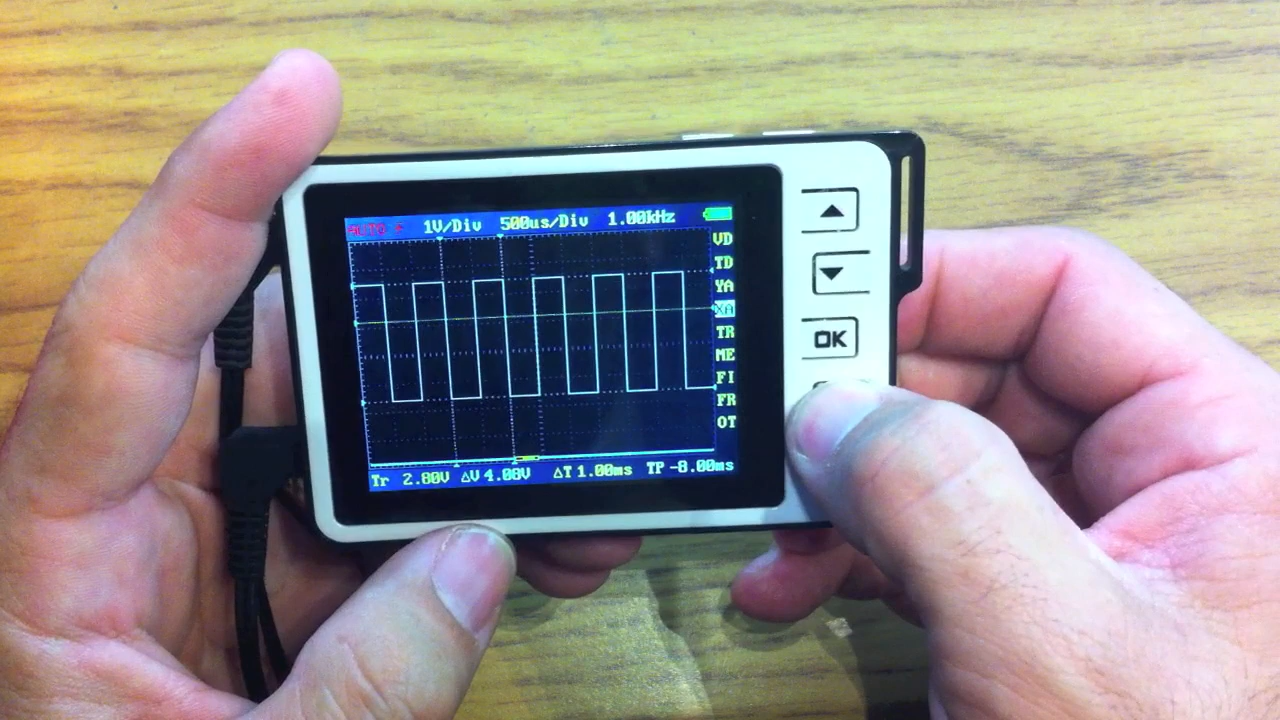 AUTO 1V/Div 500us/Div 1.00kHz
VD
TD
YA
XA
TR
ME
FI
FR
OT
Tr 2.80V ΔV 4.08V ΔT 1.00ms TP -8.00ms
OK